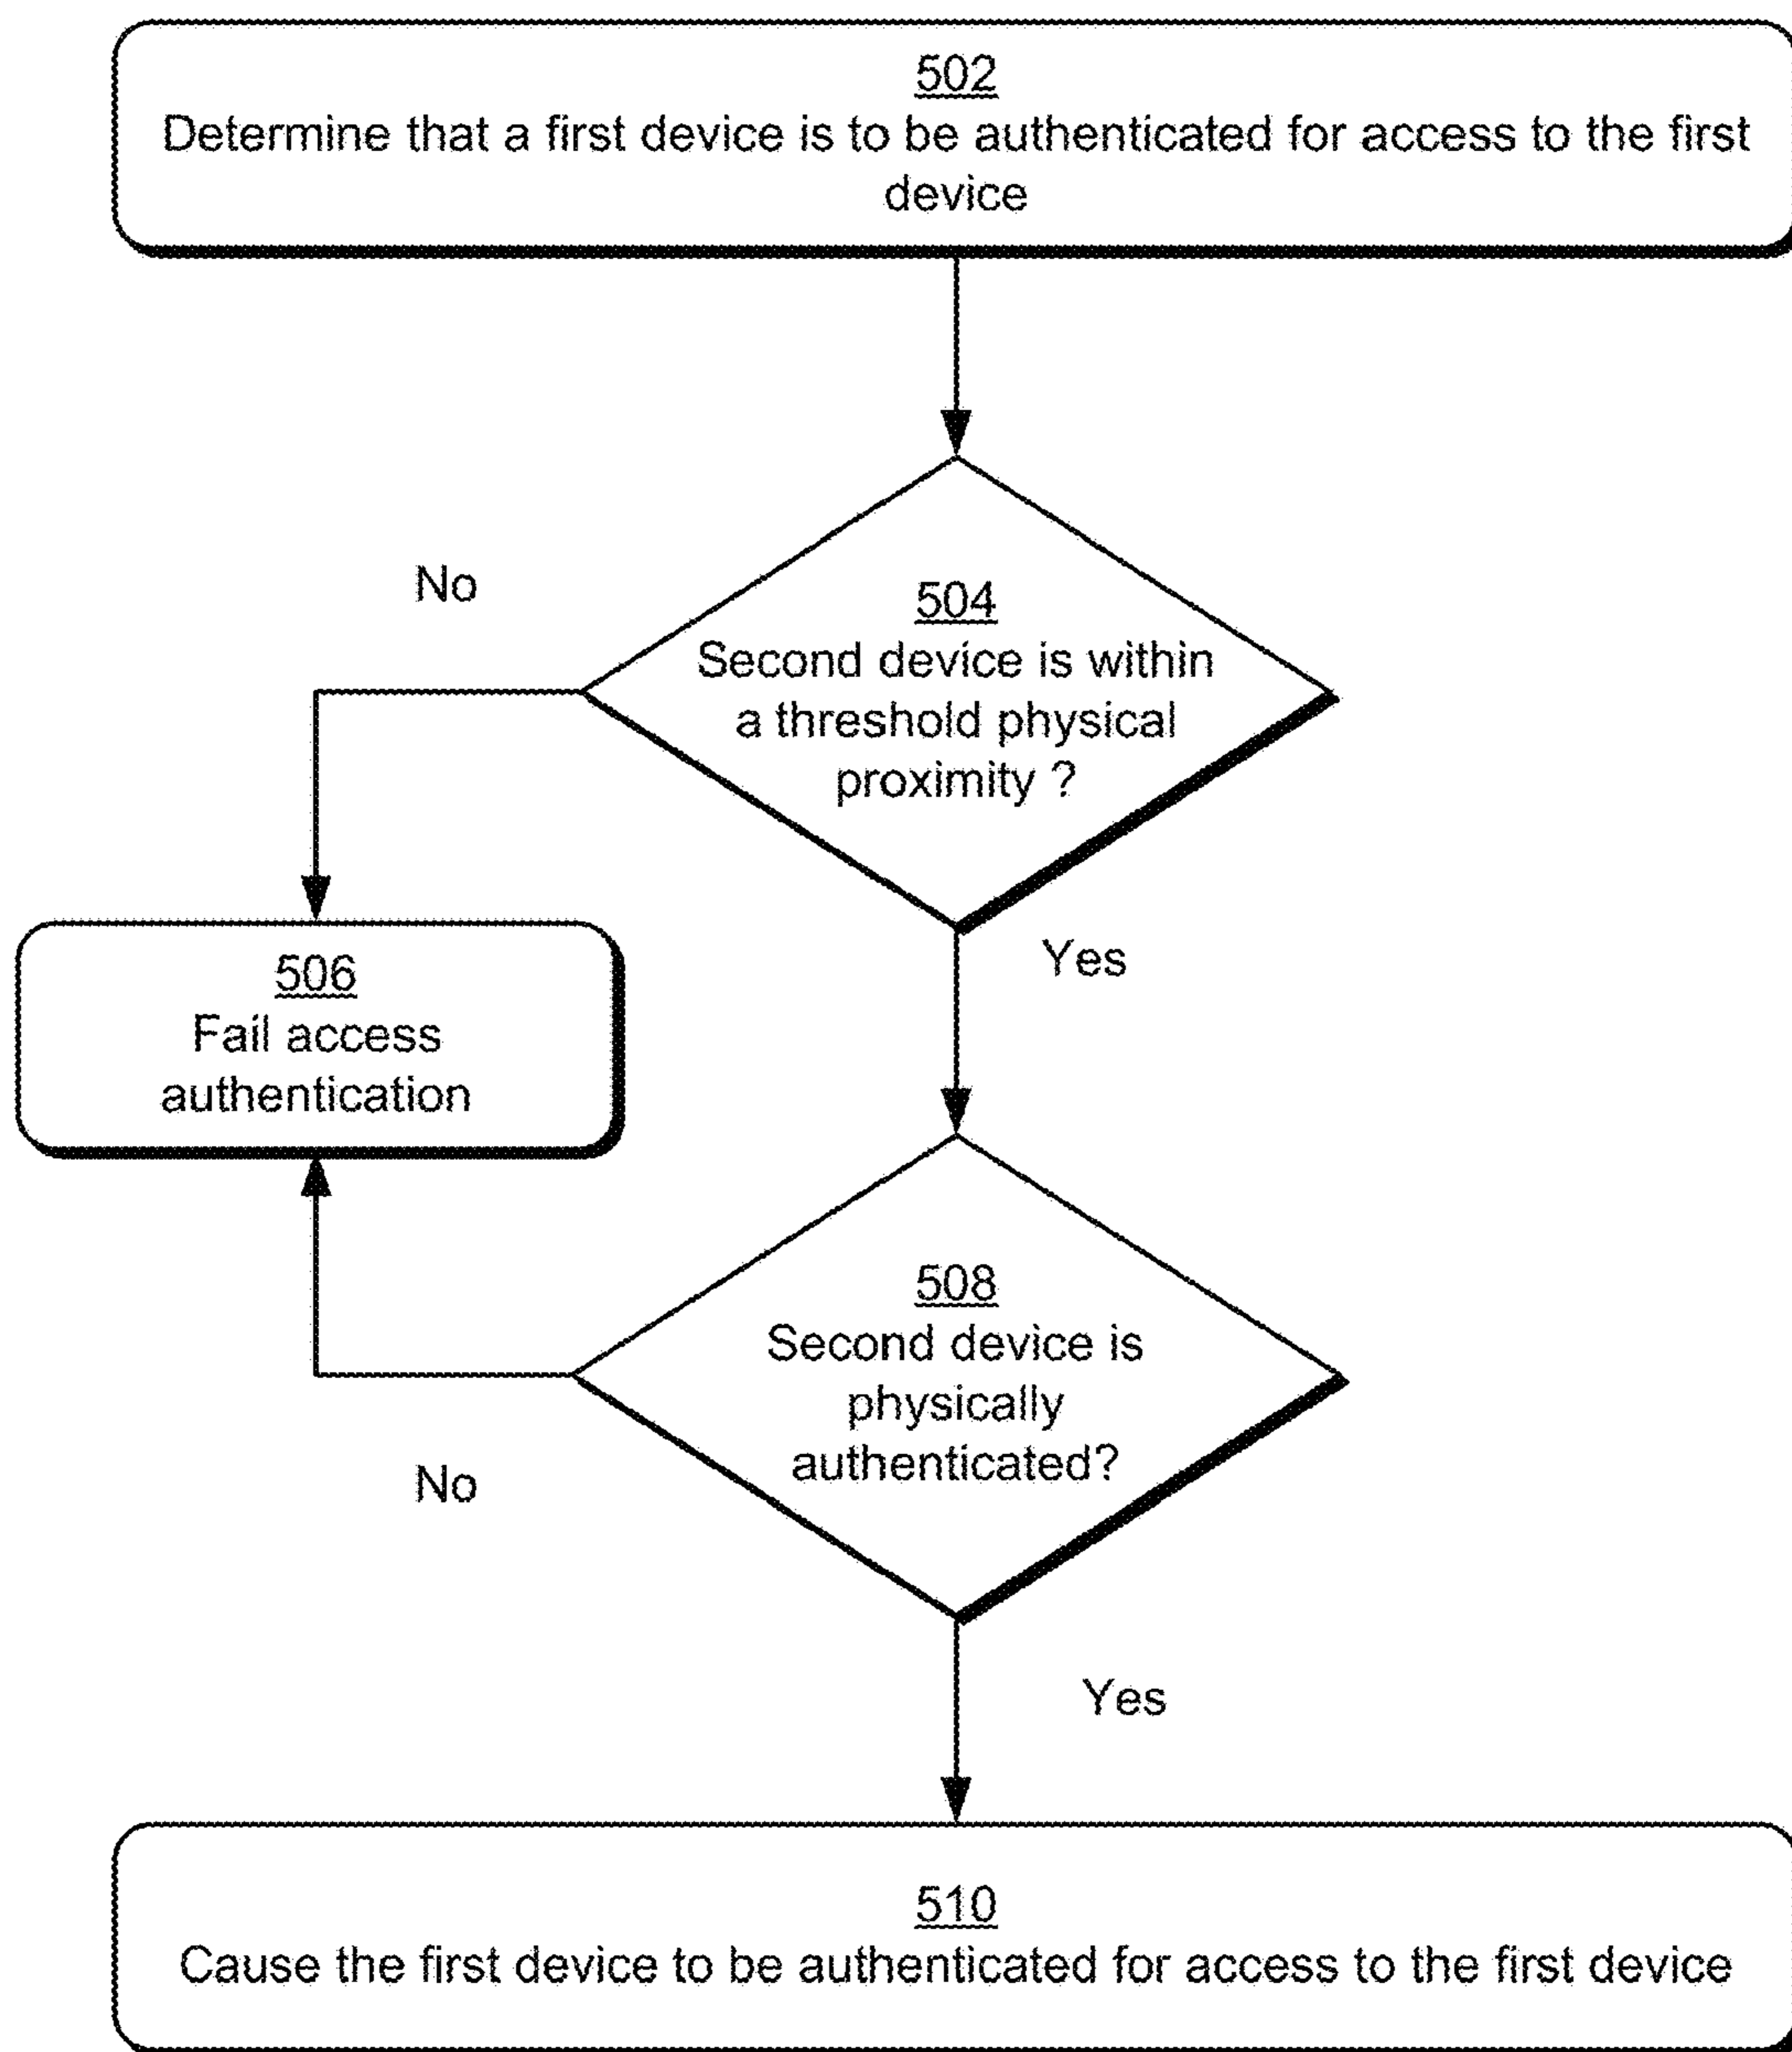 502
Determine that a first device is to be authenticated for access to the first
device
No
504
Second device is within
a threshold physical
proximity ?
Yes
506
Fail access
authentication
508
Second device is
physically
authenticated?
No
Yes
510
Cause the first device to be authenticated for access to the first device